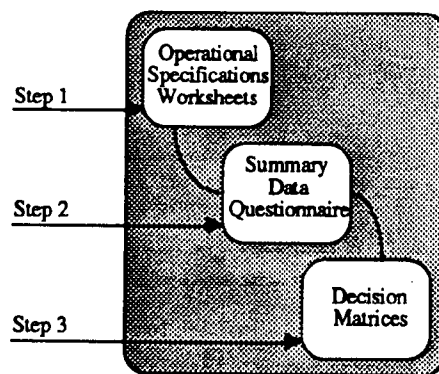 Operational
Specifications
Worksheets
Step 1
Summary
Data
Questionnaire
Step 2
Decision
Matrices
Step 3